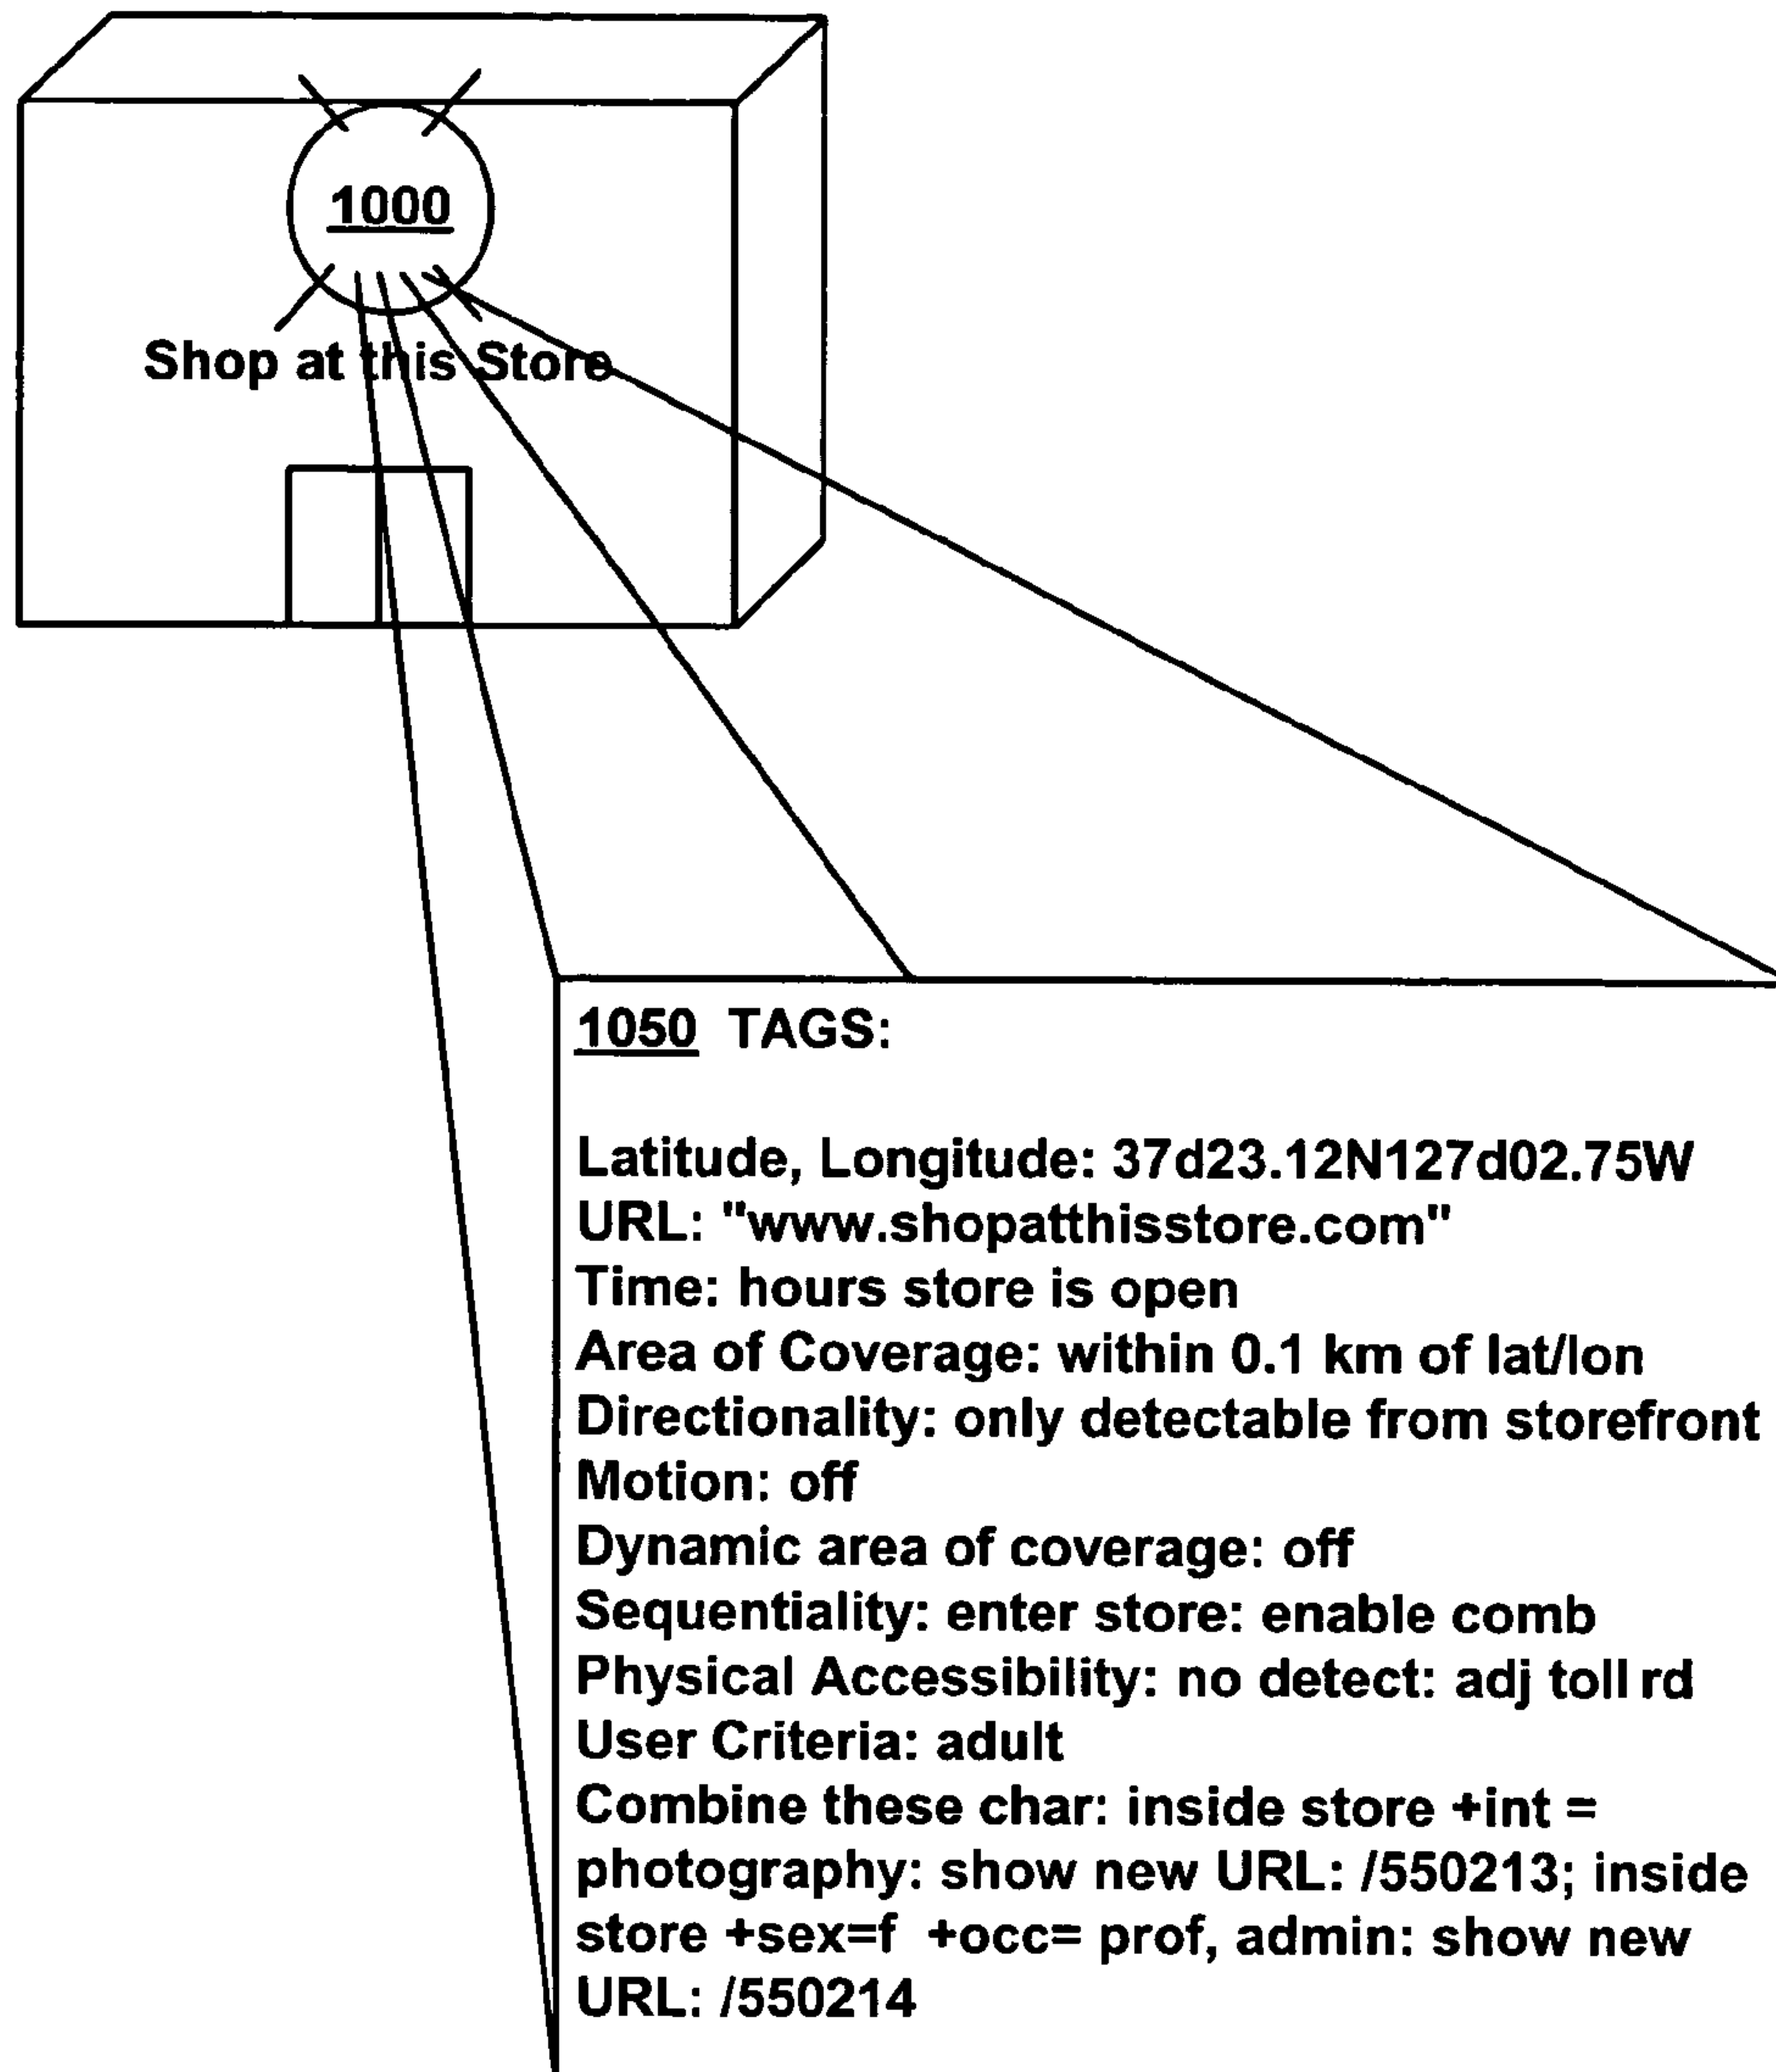 1000
Shop at this Store
1050 TAGS:
Latitude, Longitude: 37d23.12N127d02.75W
URL: "www.shopatthisstore.com"
Time: hours store is open
Area of Coverage: within 0.1 km of lat/lon
Directionality: only detectable from storefront
Motion: off
Dynamic area of coverage: off
Sequentiality: enter store: enable comb
Physical Accessibility: no detect: adj toll rd
User Criteria: adult
Combine these char: inside store +int =
photography: show new URL: /550213; inside
store +sex=f +occ= prof, admin: show new
URL: /550214